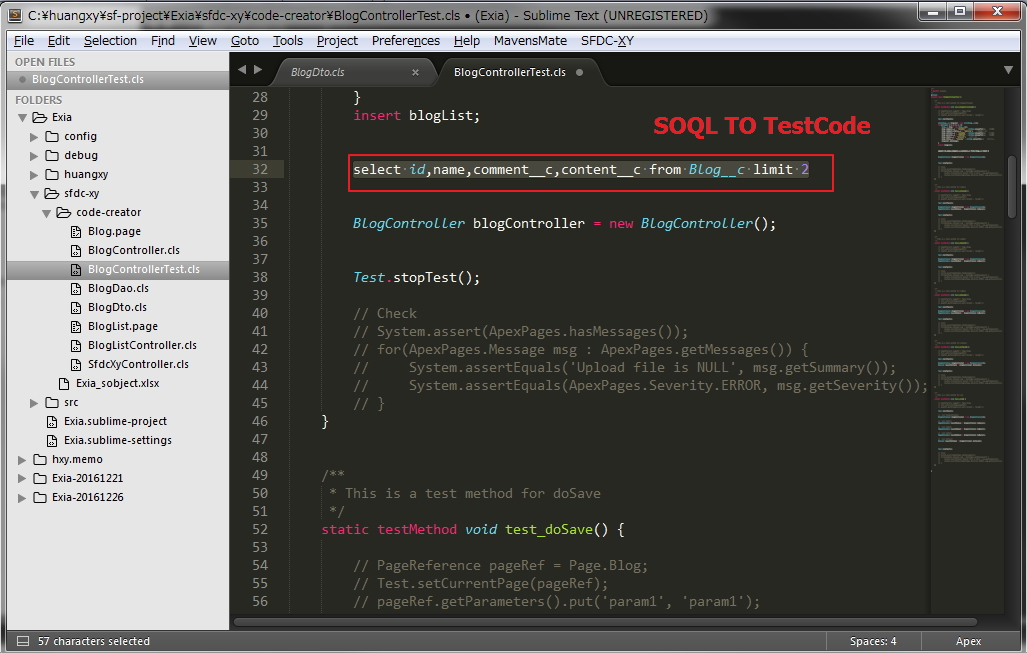 C:¥huangxy¥sf-project¥Exia¥sfdc-xy¥code-creator¥BlogControllerTest.cls • (Exia) - Sublime Text (UNREGISTERED)
File Edit Selection Find View Goto Tools Project Preferences Help MavensMate SFDC-XY
OPEN FILES
BlogControllerTest.cls
FOLDERS
Exia
config
debug
huangxy
sfdc-xy
code-creator
Blog.page
BlogController.cls
BlogControllerTest.cls
BlogDao.cls
BlogDto.cls
BlogList.page
BlogListController.cls
SfdcXyController.cls
Exia_sobject.xlsx
src
Exia.sublime-project
Exia.sublime-settings
hxy.memo
Exia-20161221
Exia-20161226
BlogDto.cls × BlogControllerTest.cls
28 }
29 insert blogList;
30
SOQL TO TestCode
31
32 select id,name,comment__c,content__c from Blog__c limit 2
33
34
35 BlogController blogController = new BlogController();
36
37
38 Test.stopTest();
39
40 // Check
41 // System.assert(ApexPages.hasMessages());
42 // for(ApexPages.Message msg : ApexPages.getMessages()) {
43 //     System.assertEquals('Upload file is NULL', msg.getSummary());
44 //     System.assertEquals(ApexPages.Severity.ERROR, msg.getSeverity());
45 // }
46 }
47
48
49 /**
50 * This is a test method for doSave
51 */
52 static testMethod void test_doSave() {
53
54 // PageReference pageRef = Page.Blog;
55 // Test.setCurrentPage(pageRef);
56 // pageRef.getParameters().put('param1', 'param1');
57 characters selected
Spaces: 4
Apex